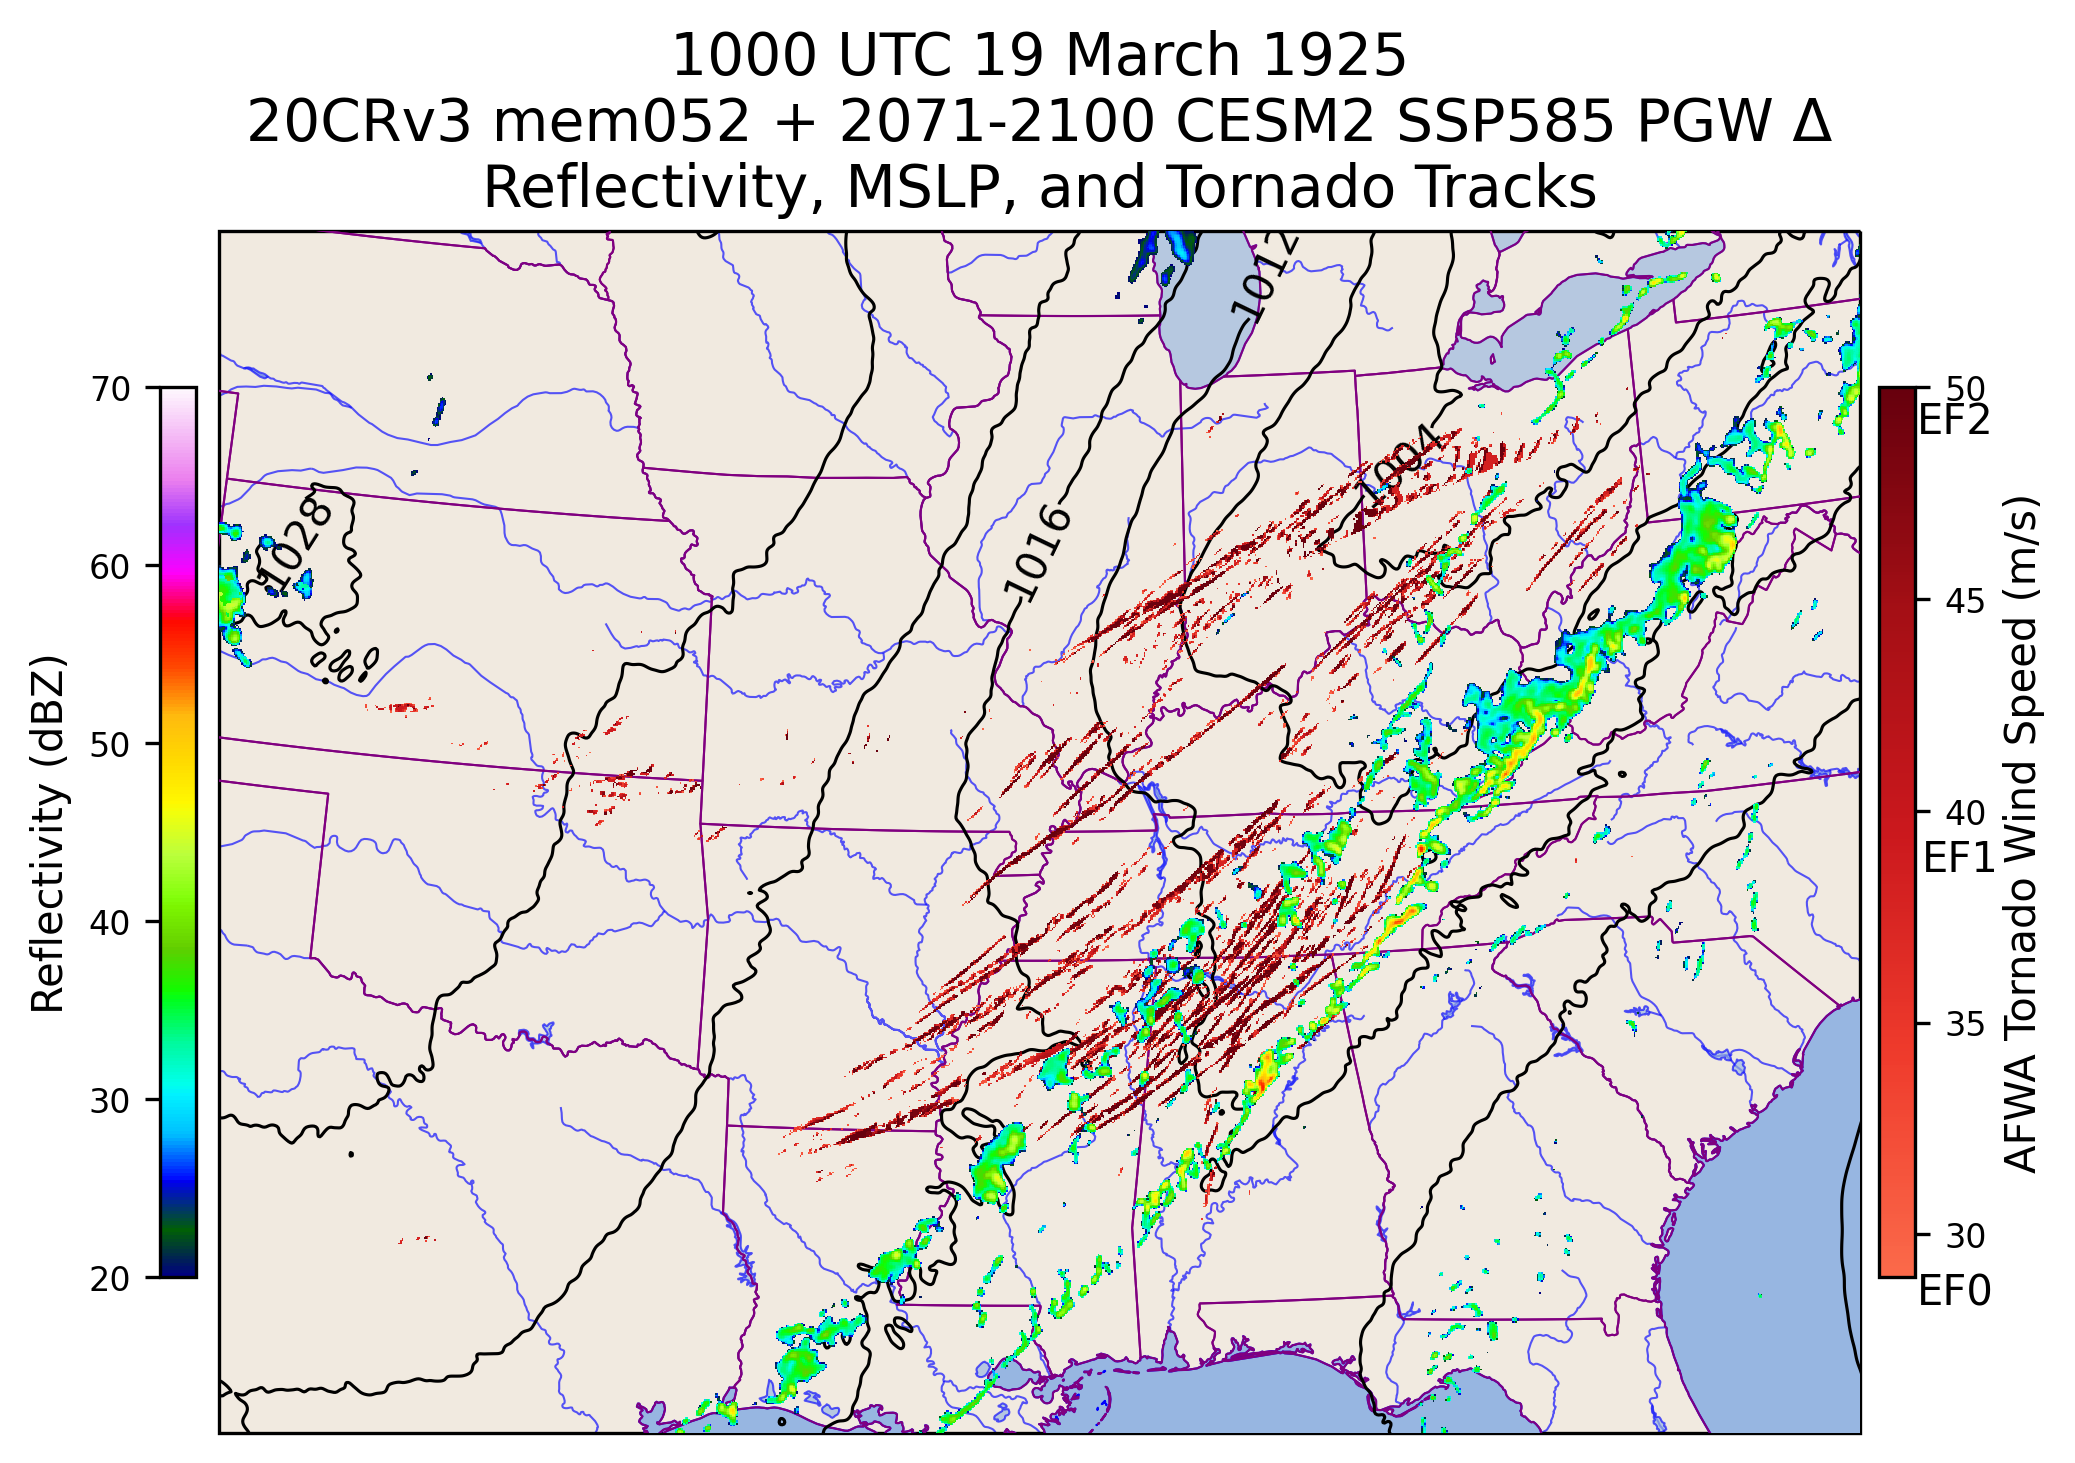 1000 UTC 19 March 1925
20CRv3 mem052 + 2071-2100 CESM2 SSP585 PGW Δ
Reflectivity, MSLP, and Tornado Tracks
70
60
50
40
30
20
Reflectivity (dBZ)
1012
1004
1016
1028
50
EF2
45
40
EF1
35
30
EF0
AFWA Tornado Wind Speed (m/s)